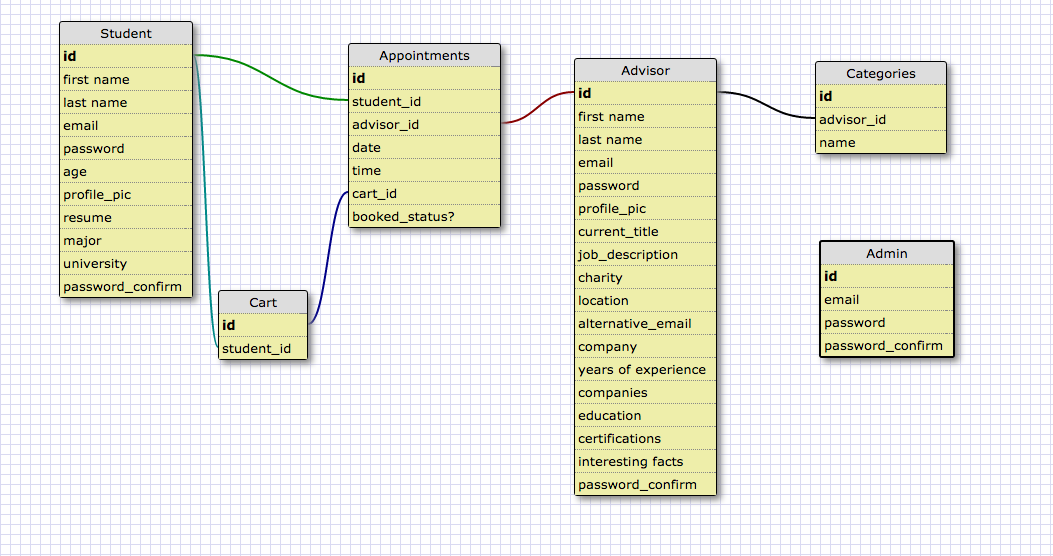 Student
id
first name
last name
email
password
age
profile_pic
resume
major
university
password_confirm
Cart
id
student_id
Appointments
id
student_id
advisor_id
date
time
cart_id
booked_status?
Advisor
id
first name
last name
email
password
profile_pic
current_title
job_description
charity
location
alternative_email
company
years of experience
companies
education
certifications
interesting facts
password_confirm
Categories
id
advisor_id
name
Admin
id
email
password
password_confirm